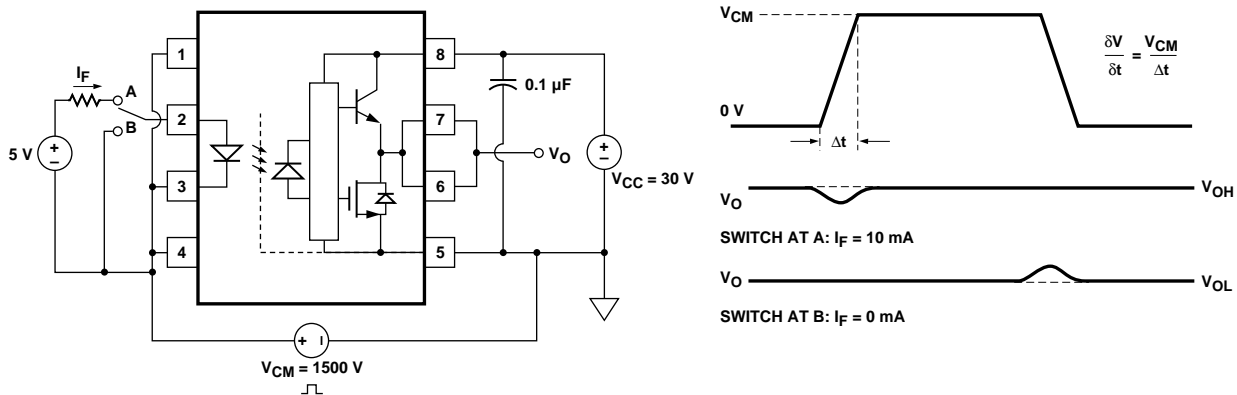 1
8
I_F
A
B
2
7
5 V
+
–
3
6
4
5
0.1 µF
V_O
+
–
V_CC = 30 V
+ –
V_CM = 1500 V
V_CM
δV/δt = V_CM/Δt
0 V
Δt
V_O
V_OH
SWITCH AT A: I_F = 10 mA
V_O
V_OL
SWITCH AT B: I_F = 0 mA